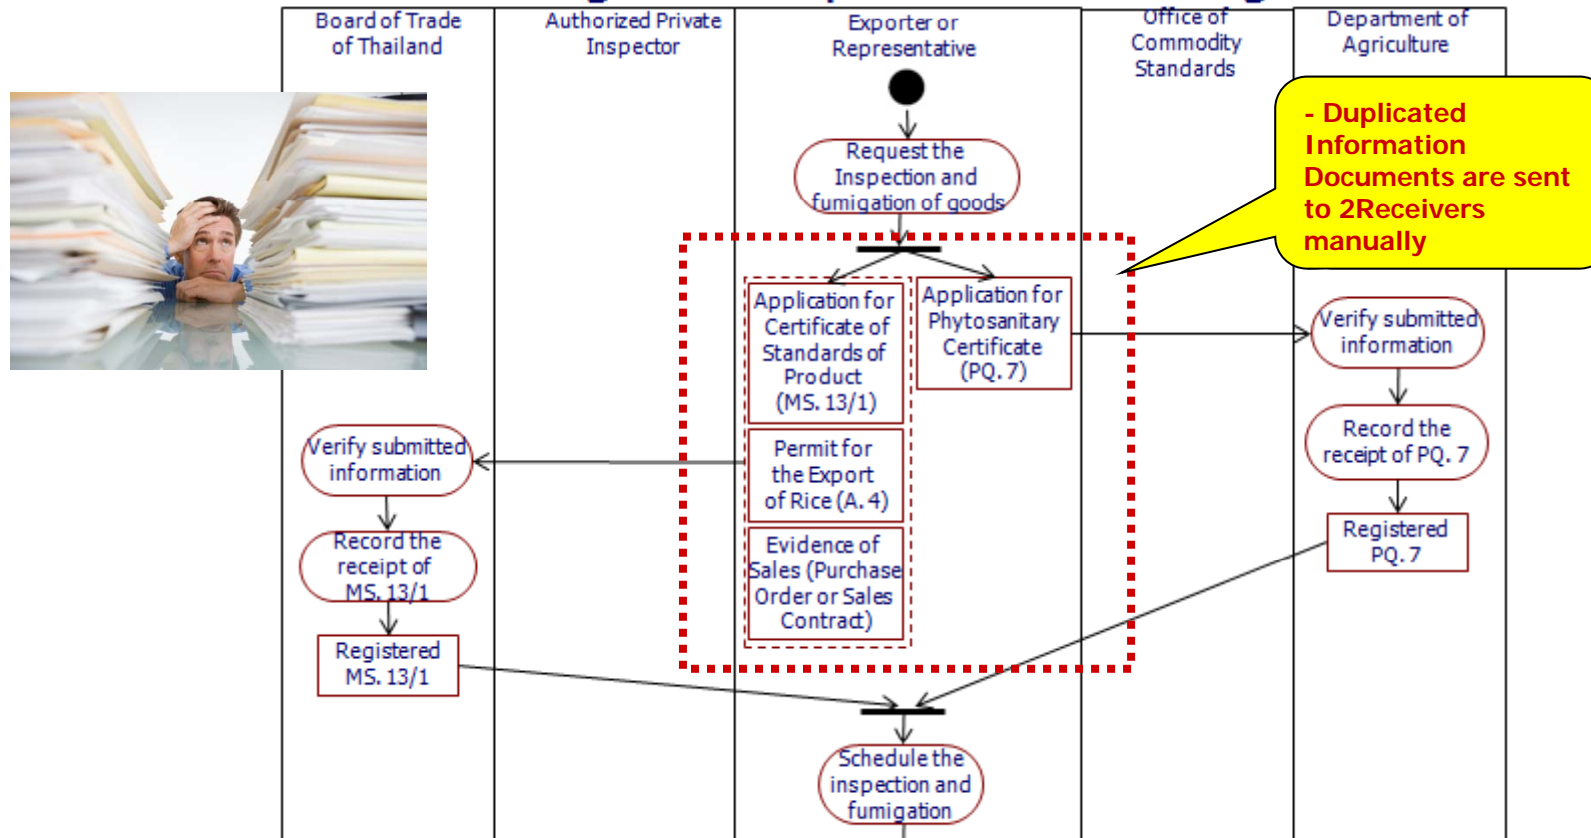 Board of Trade
of Thailand
Authorized Private
Inspector
Exporter or
Representative
Office of
Commodity
Standards
Department of
Agriculture
- Duplicated
Information
Documents are sent
to 2Receivers
manually
Request the
Inspection and
fumigation of goods
Application for
Certificate of
Standards of
Product
(MS. 13/1)
Application for
Phytosanitary
Certificate
(PQ. 7)
Verify submitted
information
Record the
receipt of PQ. 7
Registered
PQ. 7
Permit for
the Export
of Rice (A. 4)
Evidence of
Sales (Purchase
Order or Sales
Contract)
Verify submitted
information
Record the
receipt of
MS. 13/1
Registered
MS. 13/1
Schedule the
inspection and
fumigation